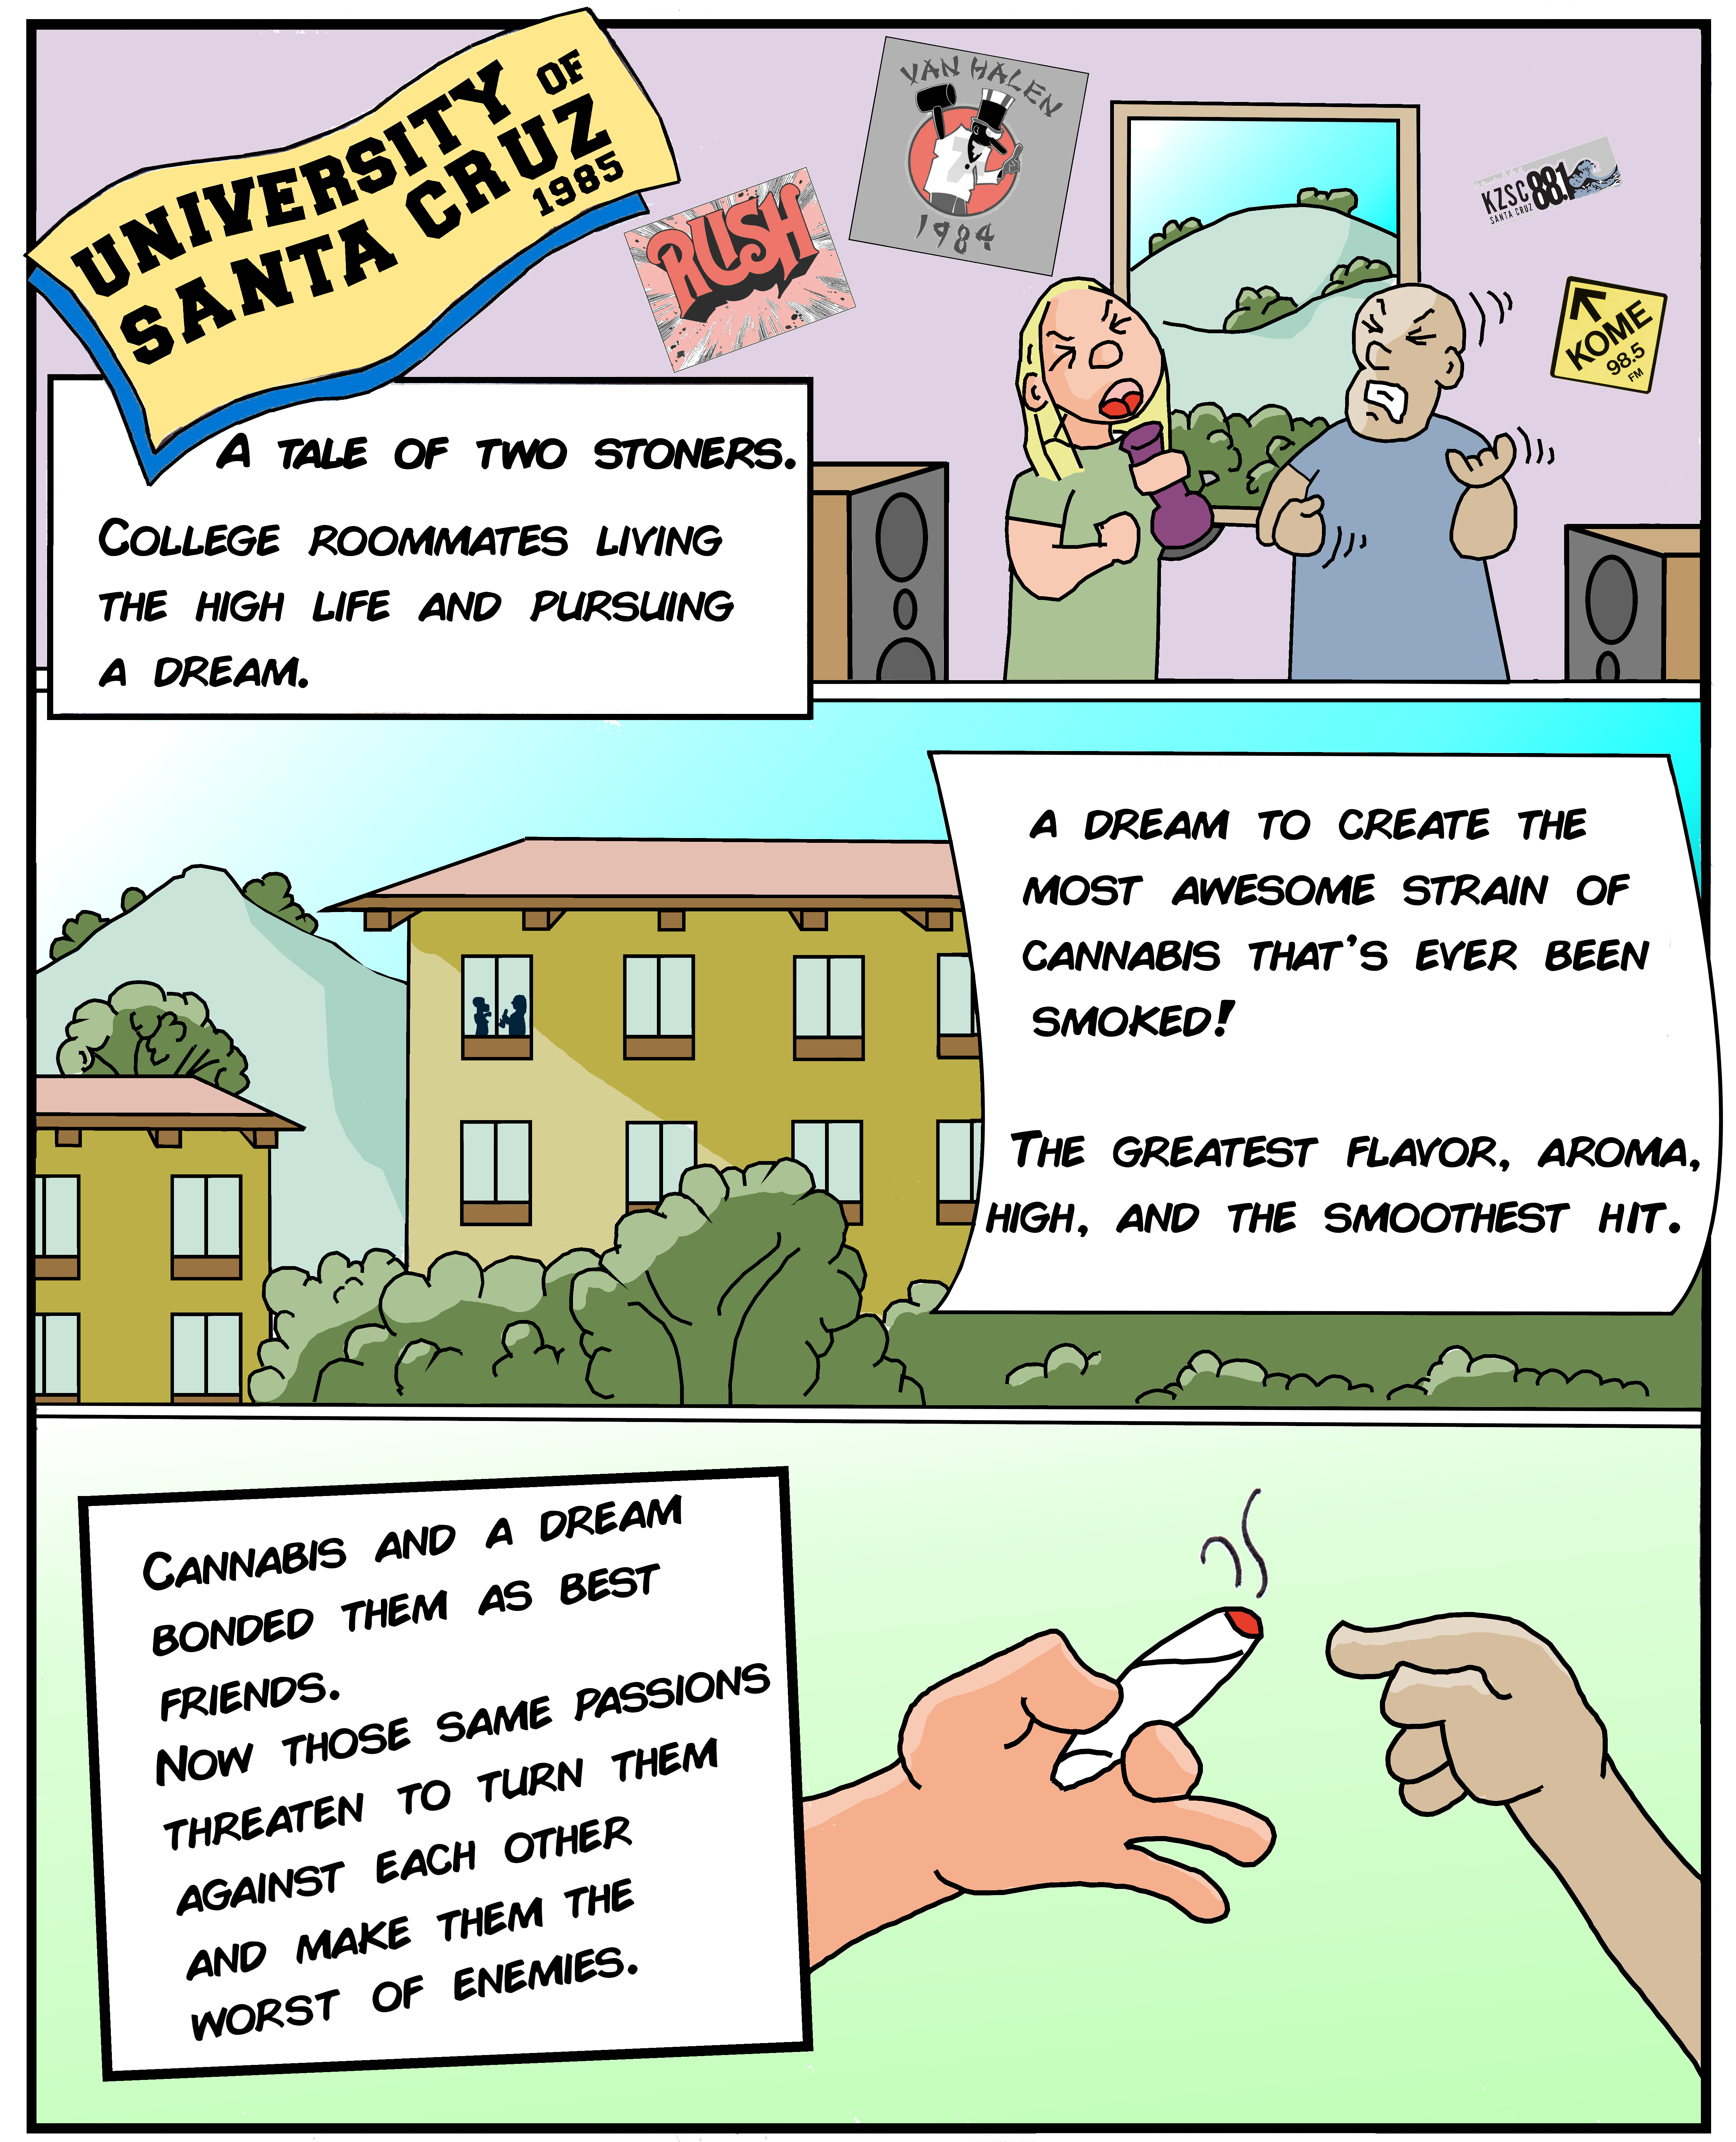 UNIVERSITY OF
SANTA CRUZ
1985
RUSH
VAN HALEN
1984
KZSC 88.1
SANTA CRUZ
KOME
98.5
FM
A TALE OF TWO STONERS.
COLLEGE ROOMMATES LIVING
THE HIGH LIFE AND PURSUING
A DREAM.
A DREAM TO CREATE THE
MOST AWESOME STRAIN OF
CANNABIS THAT'S EVER BEEN
SMOKED!
THE GREATEST FLAVOR, AROMA,
HIGH, AND THE SMOOTHEST HIT.
CANNABIS AND A DREAM
BONDED THEM AS BEST
FRIENDS.
NOW THOSE SAME PASSIONS
THREATEN TO TURN THEM
AGAINST EACH OTHER
AND MAKE THEM THE
WORST OF ENEMIES.